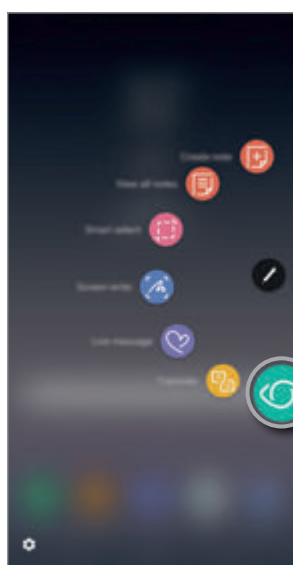 Create note
View all notes
Smart select
Screen write
Live message
Translate